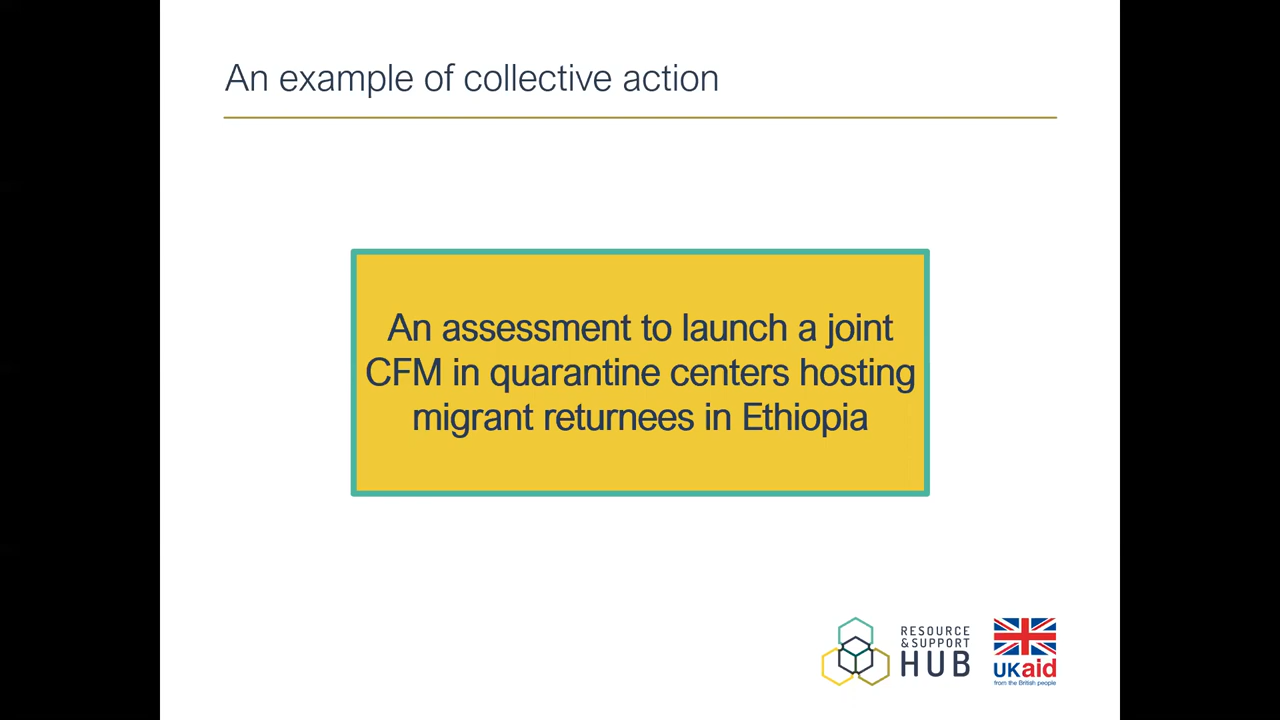 An example of collective action
An assessment to launch a joint
CFM in quarantine centers hosting
migrant returnees in Ethiopia
RESOURCE
&SUPPORT
HUB
UKaid
from the British people